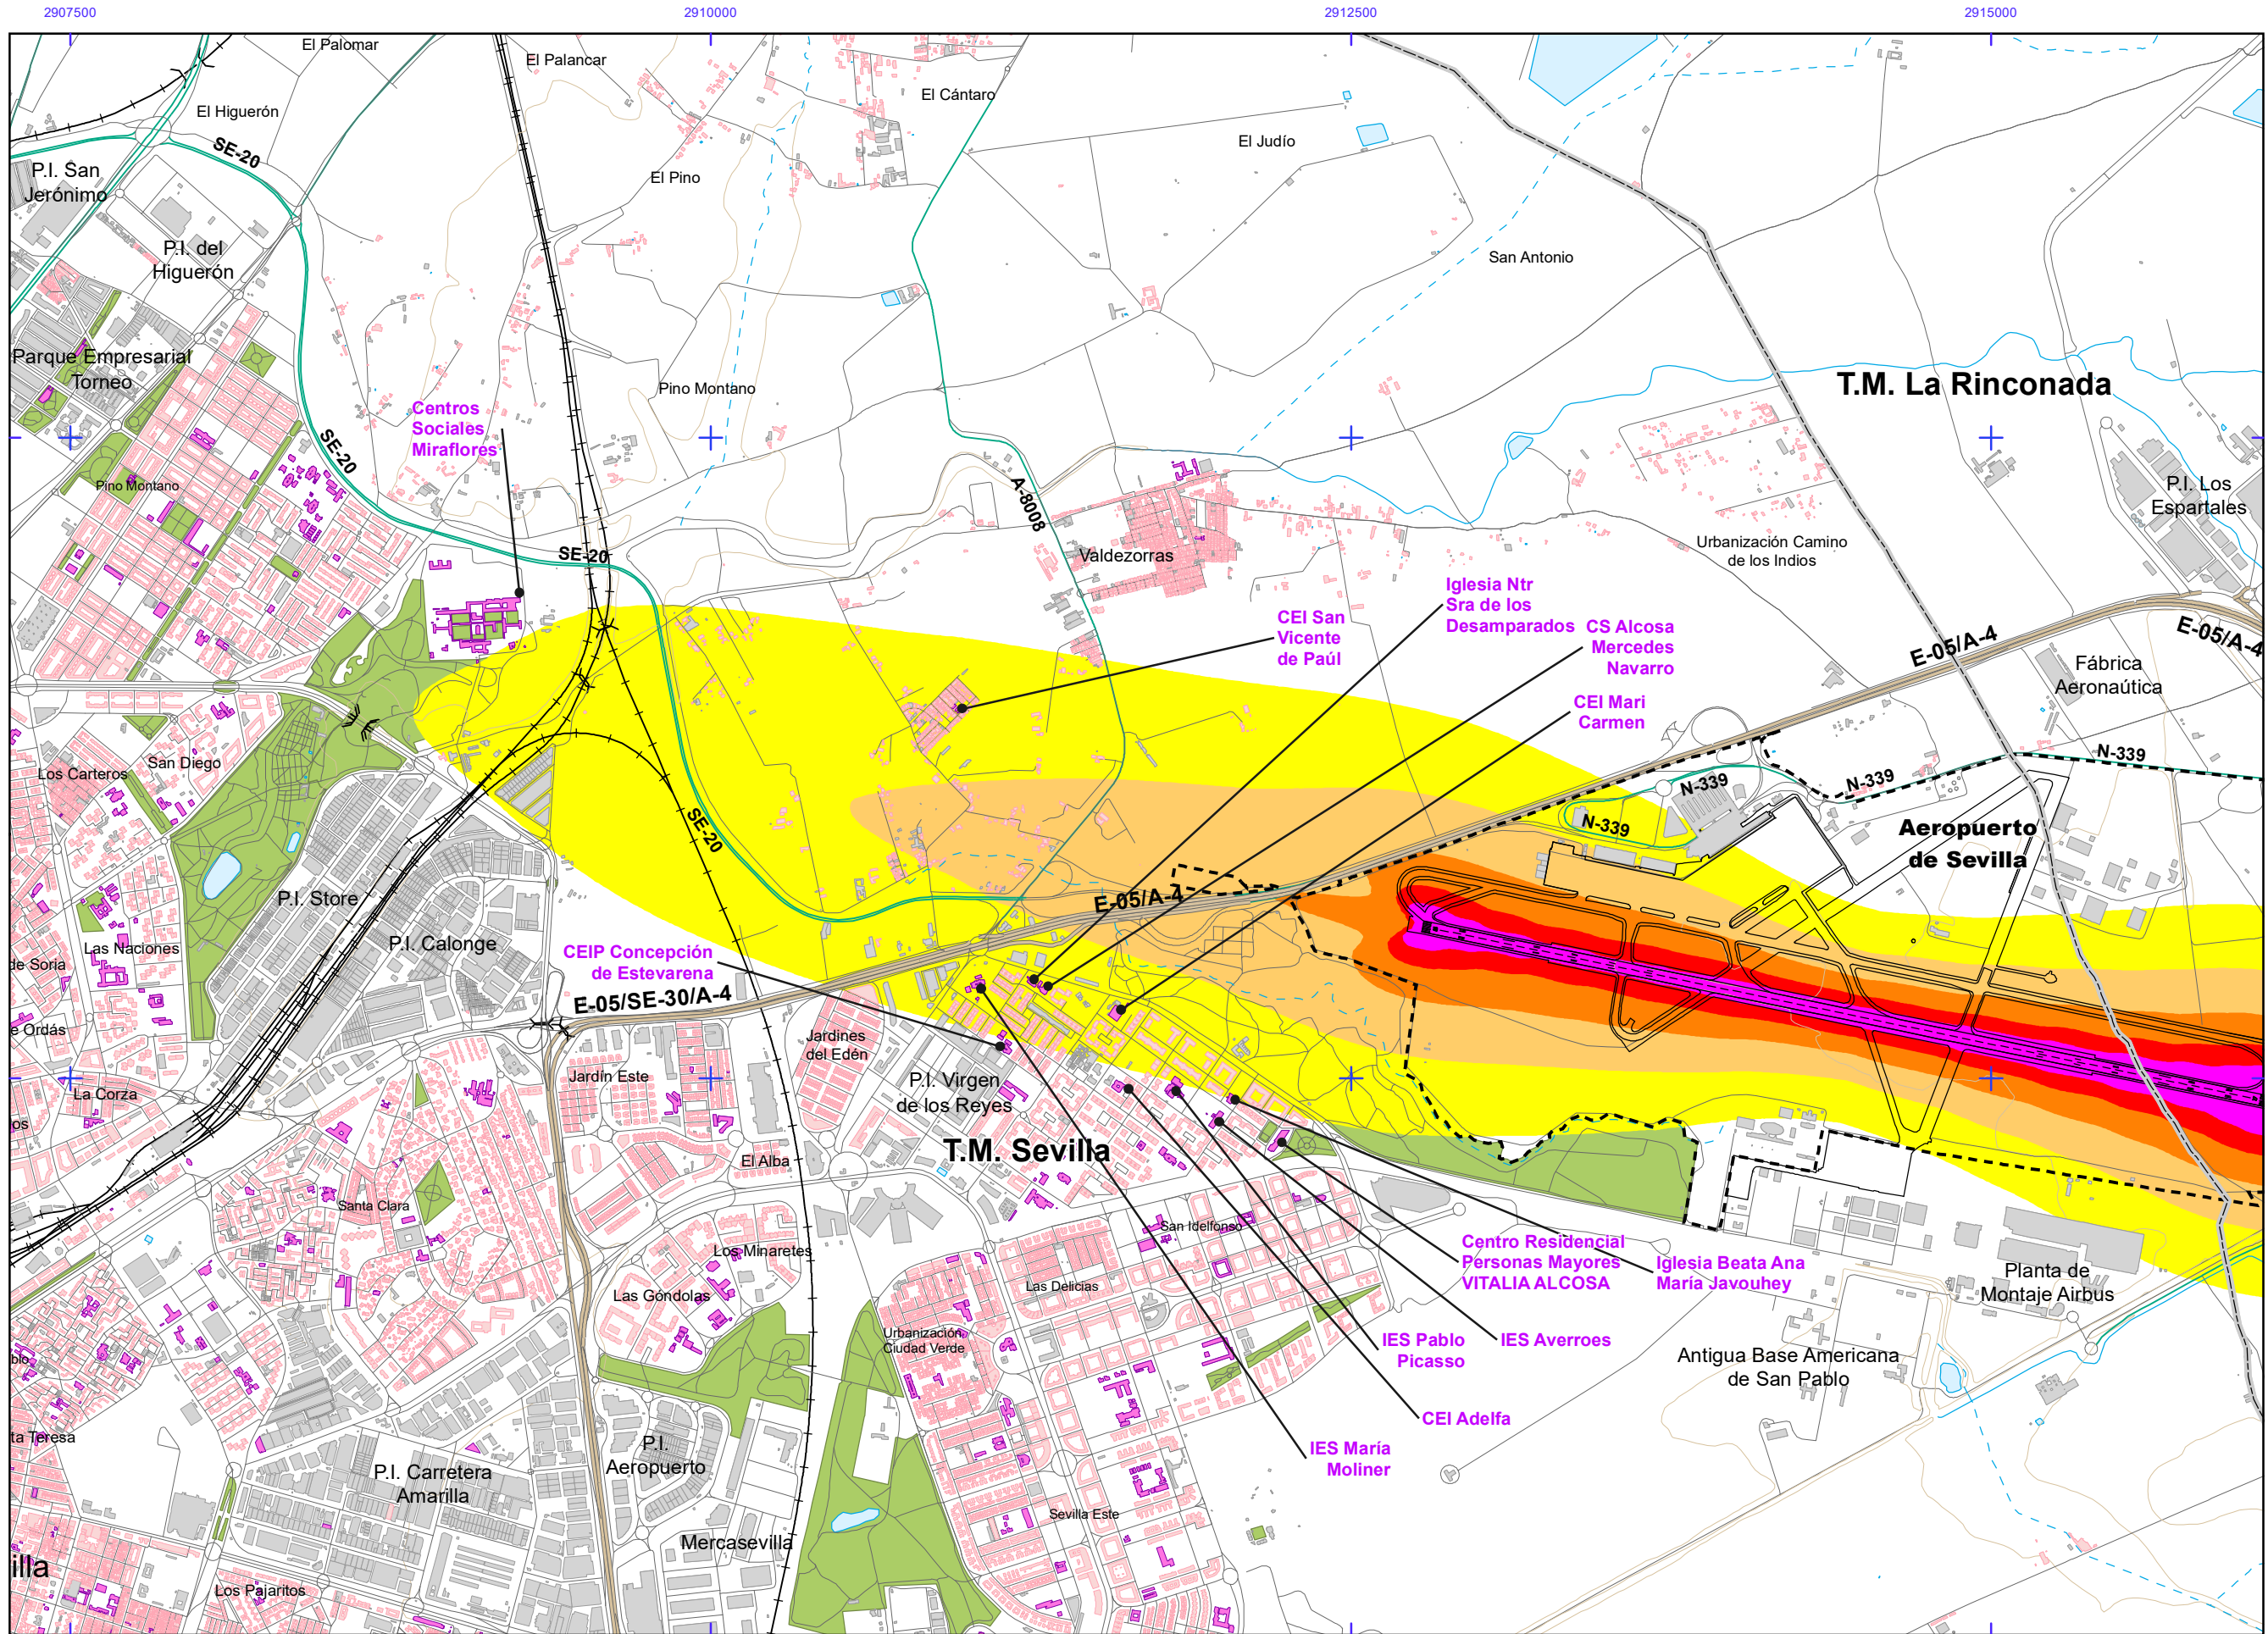 2907500
2910000
2912500
2915000
El Palomar
El Palancar
El Cántaro
El Higuerón
SE-20
El Judío
P.I. San
Jerónimo
El Pino
P.I. del
Higuerón
San Antonio
Parque Empresarial
Torneo
Pino Montano
T.M. La Rinconada
Centros
Sociales
Miraflores
SE-20
Pino Montano
A-8008
P.I. Los
Espartales
SE-20
Valdezorras
Urbanización Camino
de los Indios
Iglesia Ntr
Sra de los
Desamparados
CEI San
Vicente
de Paúl
CS Alcosa
Mercedes
Navarro
E-05/A-4
E-05/A-4
Fábrica
Aeronaútica
CEI Mari
Carmen
San Diego
Los Carteros
N-339
N-339
N-339
N-339
SE-20
Aeropuerto
de Sevilla
P.I. Store
E-05/A-4
P.I. Calonge
Las Naciones
de Soria
CEIP Concepción
de Estevarena
E-05/SE-30/A-4
e Ordás
Jardines
del Edén
Jardín Este
P.I. Virgen
de los Reyes
La Corza
os
T.M. Sevilla
El Alba
Santa Clara
San Idelfonso
Los Minaretes
Centro Residencial
Personas Mayores
VITALIA ALCOSA
Iglesia Beata Ana
María Javouhey
Planta de
Montaje Airbus
Las Delicias
Las Góndolas
Urbanización
Ciudad Verde
IES Pablo
Picasso
IES Averroes
blo
Antigua Base Americana
de San Pablo
CEI Adelfa
ta Teresa
P.I.
Aeropuerto
IES María
Moliner
P.I. Carretera
Amarilla
Sevilla Este
Mercasevilla
illa
Los Pajaritos